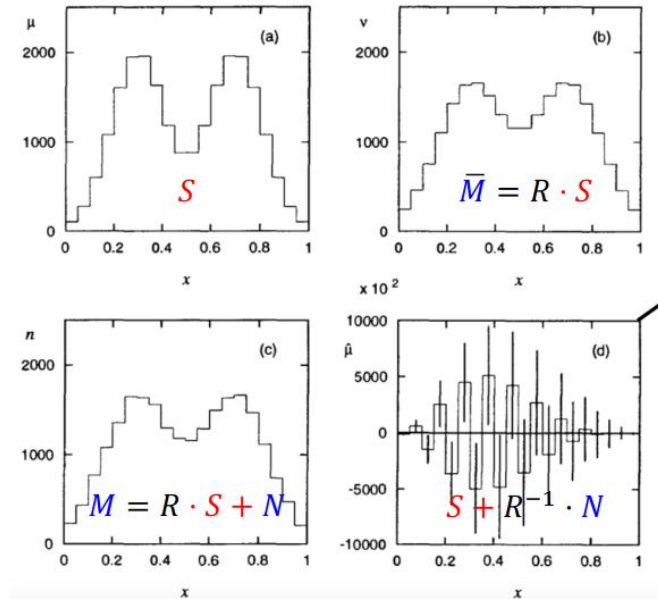 μ
(a)
2000
1000
0
S
0 0.2 0.4 0.6 0.8 1
x
ν
(b)
2000
1000
0
M̅ = R · S
0 0.2 0.4 0.6 0.8 1
x
n
(c)
2000
1000
0
M = R · S + N
0 0.2 0.4 0.6 0.8 1
x
x 10 ²
μ̂
(d)
10000
5000
0
-5000
-10000
S + R⁻¹ · N
0 0.2 0.4 0.6 0.8 1
x